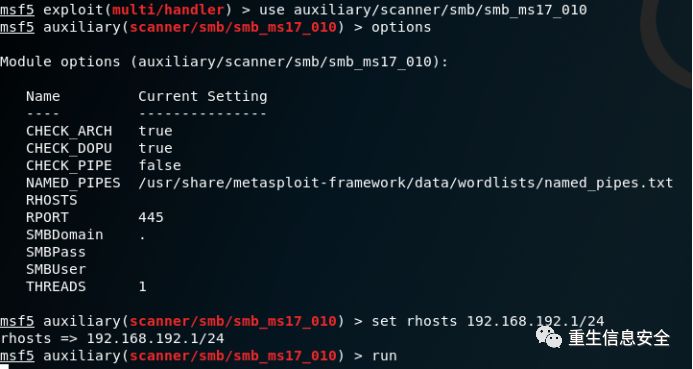 msf5 exploit(multi/handler) > use auxiliary/scanner/smb/smb_ms17_010
msf5 auxiliary(scanner/smb/smb_ms17_010) > options
Module options (auxiliary/scanner/smb/smb_ms17_010):
Name Current Setting
---- ---------------
CHECK_ARCH true
CHECK_DOPU true
CHECK_PIPE false
NAMED_PIPES /usr/share/metasploit-framework/data/wordlists/named_pipes.txt
RHOSTS
RPORT 445
SMBDomain .
SMBPass
SMBUser
THREADS 1
msf5 auxiliary(scanner/smb/smb_ms17_010) > set rhosts 192.168.192.1/24
rhosts => 192.168.192.1/24
msf5 auxiliary(scanner/smb/smb_ms17_010) > run
重生信息安全